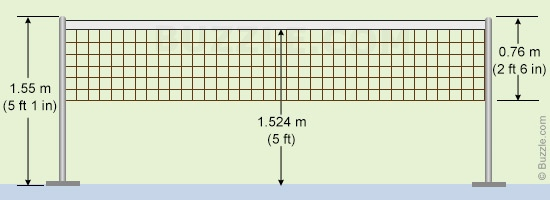 1.55 m
(5 ft 1 in)
1.524 m
(5 ft)
0.76 m
(2 ft 6 in)
© Buzzle.com